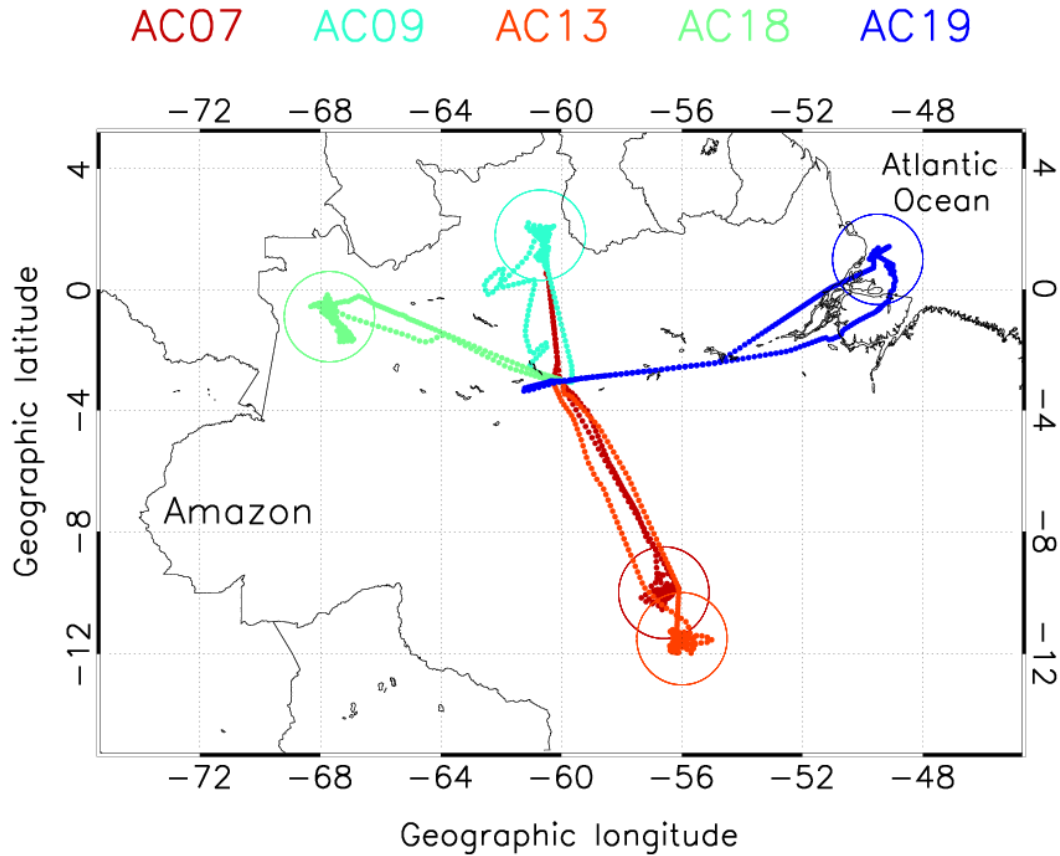 AC07 AC09 AC13 AC18 AC19
−72 −68 −64 −60 −56 −52 −48
Atlantic
Ocean
4 4
0 0
−4 −4
Amazon
−8 −8
−12 −12
−72 −68 −64 −60 −56 −52 −48
Geographic latitude
Geographic longitude